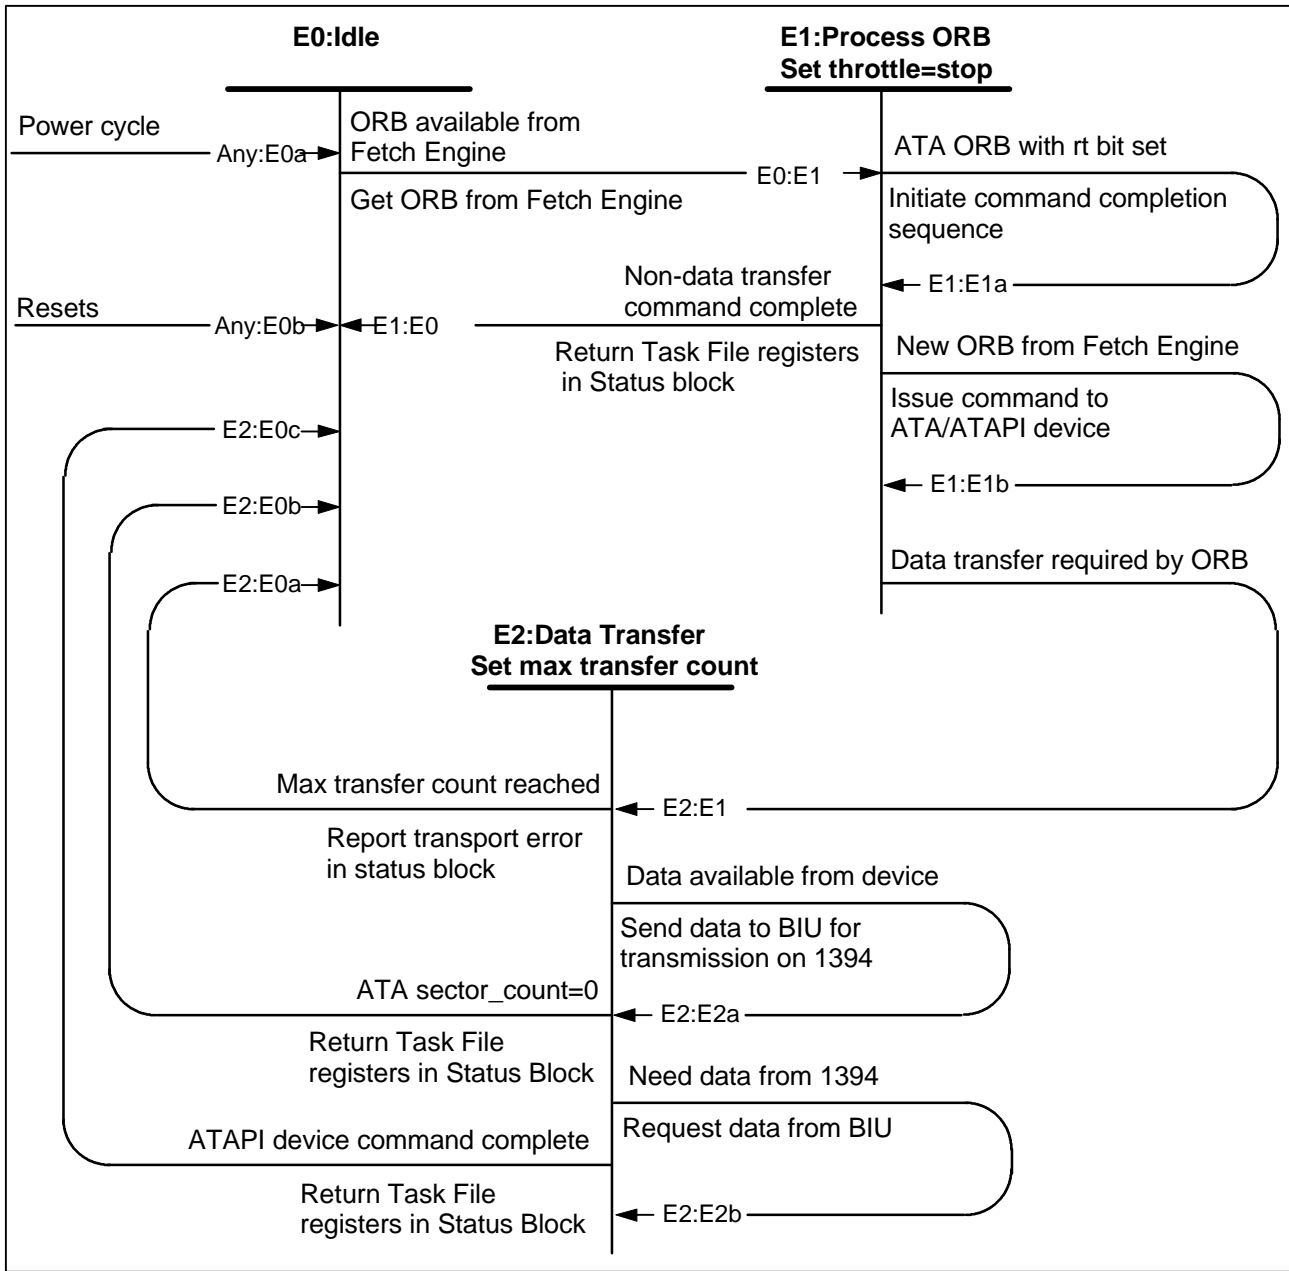 E0:Idle
E1:Process ORB
Set throttle=stop
Power cycle
Any:E0a
ORB available from
Fetch Engine
E0:E1
Get ORB from Fetch Engine
ATA ORB with rt bit set
Initiate command completion
sequence
E1:E1a
Non-data transfer
command complete
Resets
Any:E0b
E1:E0
Return Task File registers
in Status block
New ORB from Fetch Engine
Issue command to
ATA/ATAPI device
E1:E1b
E2:E0c
E2:E0b
E2:E0a
Data transfer required by ORB
E2:Data Transfer
Set max transfer count
Max transfer count reached
E2:E1
Report transport error
in status block
Data available from device
Send data to BIU for
transmission on 1394
ATA sector_count=0
E2:E2a
Return Task File
registers in Status Block
Need data from 1394
Request data from BIU
ATAPI device command complete
Return Task File
registers in Status Block
E2:E2b